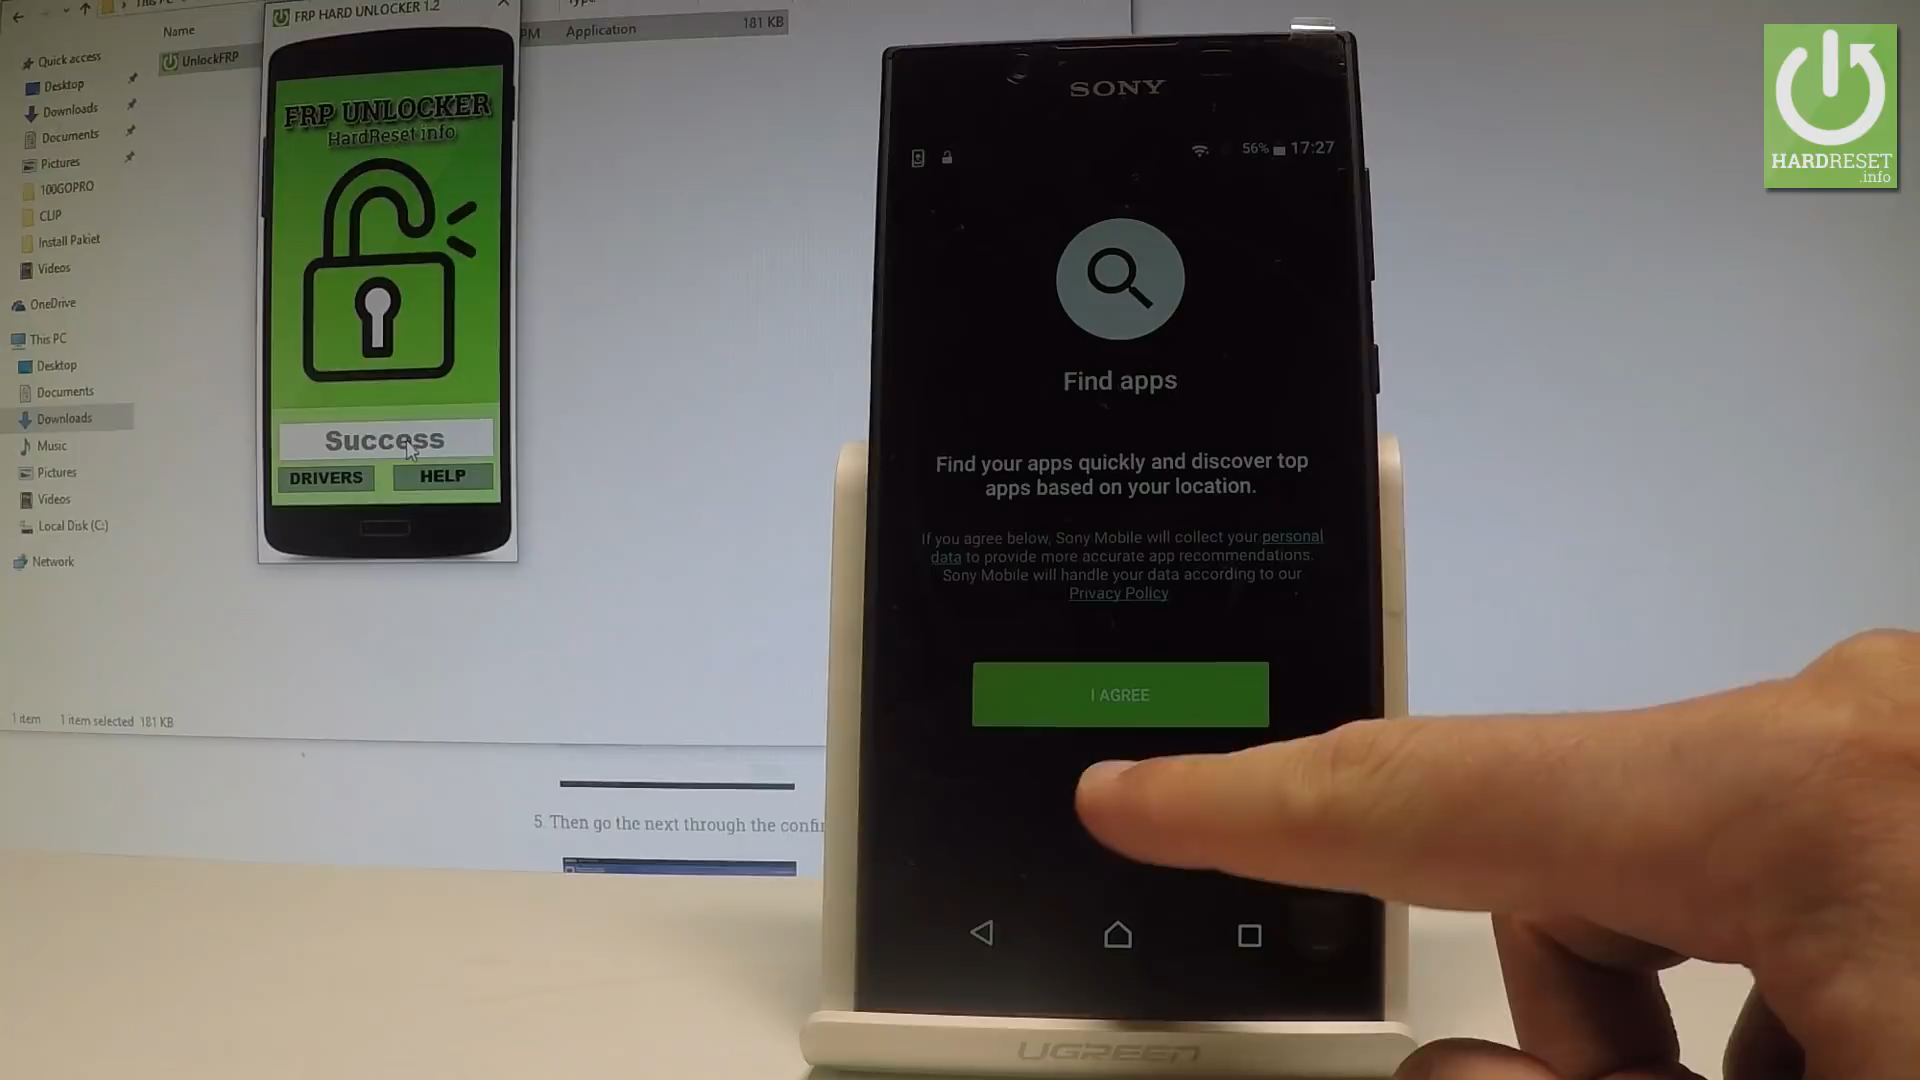 This PC
Name
Type
PM
Application
181 KB
UnlockFRP
Quick access
Desktop
Downloads
Documents
Pictures
100GOPRO
CLIP
Install Pakiet
Videos
OneDrive
This PC
Desktop
Documents
Downloads
Music
Pictures
Videos
Local Disk (C:)
Network
1 item
1 item selected 181 KB
FRP HARD UNLOCKER 1.2
FRP UNLOCKER
HardReset info
Success
DRIVERS
HELP
5. Then go the next through the
SONY
56%
17:27
Find apps
Find your apps quickly and discover top
apps based on your location.
If you agree below, Sony Mobile will collect your personal
data to provide more accurate app recommendations.
Sony Mobile will handle your data according to our
Privacy Policy
I AGREE
UGREEN
HARDRESET
.info